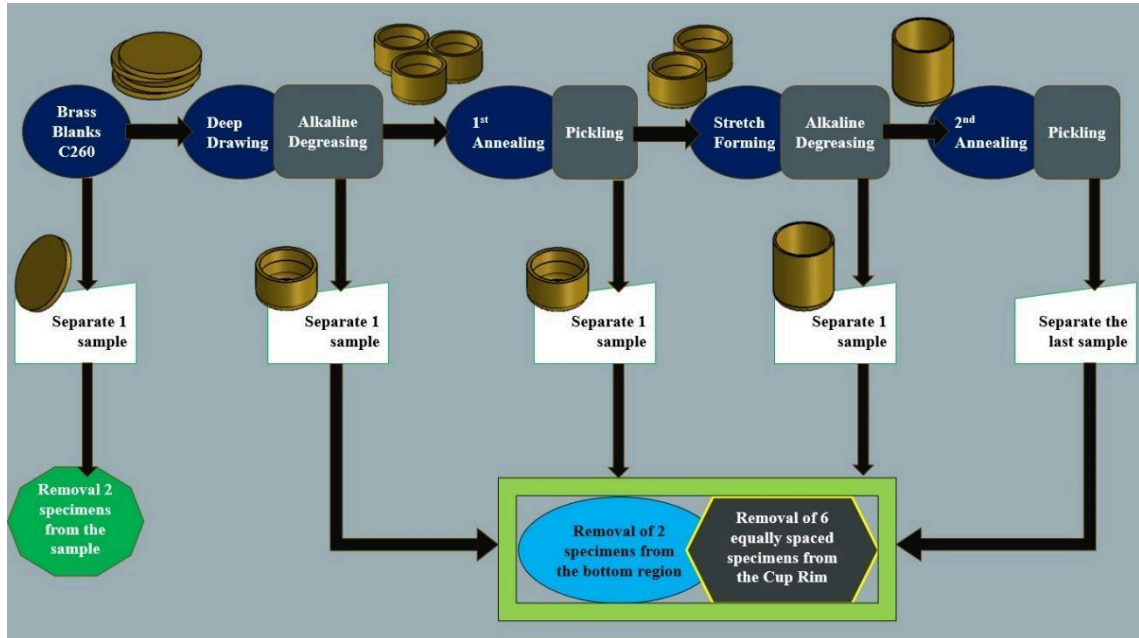 Brass
Blanks
C260
Deep
Drawing
Alkaline
Degreasing
1st
Annealing
Pickling
Stretch
Forming
Alkaline
Degreasing
2nd
Annealing
Pickling
Separate 1
sample
Separate 1
sample
Separate 1
sample
Separate 1
sample
Separate the
last sample
Removal 2
specimens
from the
sample
Removal of 2
specimens from
the bottom region
Removal of 6
equally spaced
specimens from
the Cup Rim